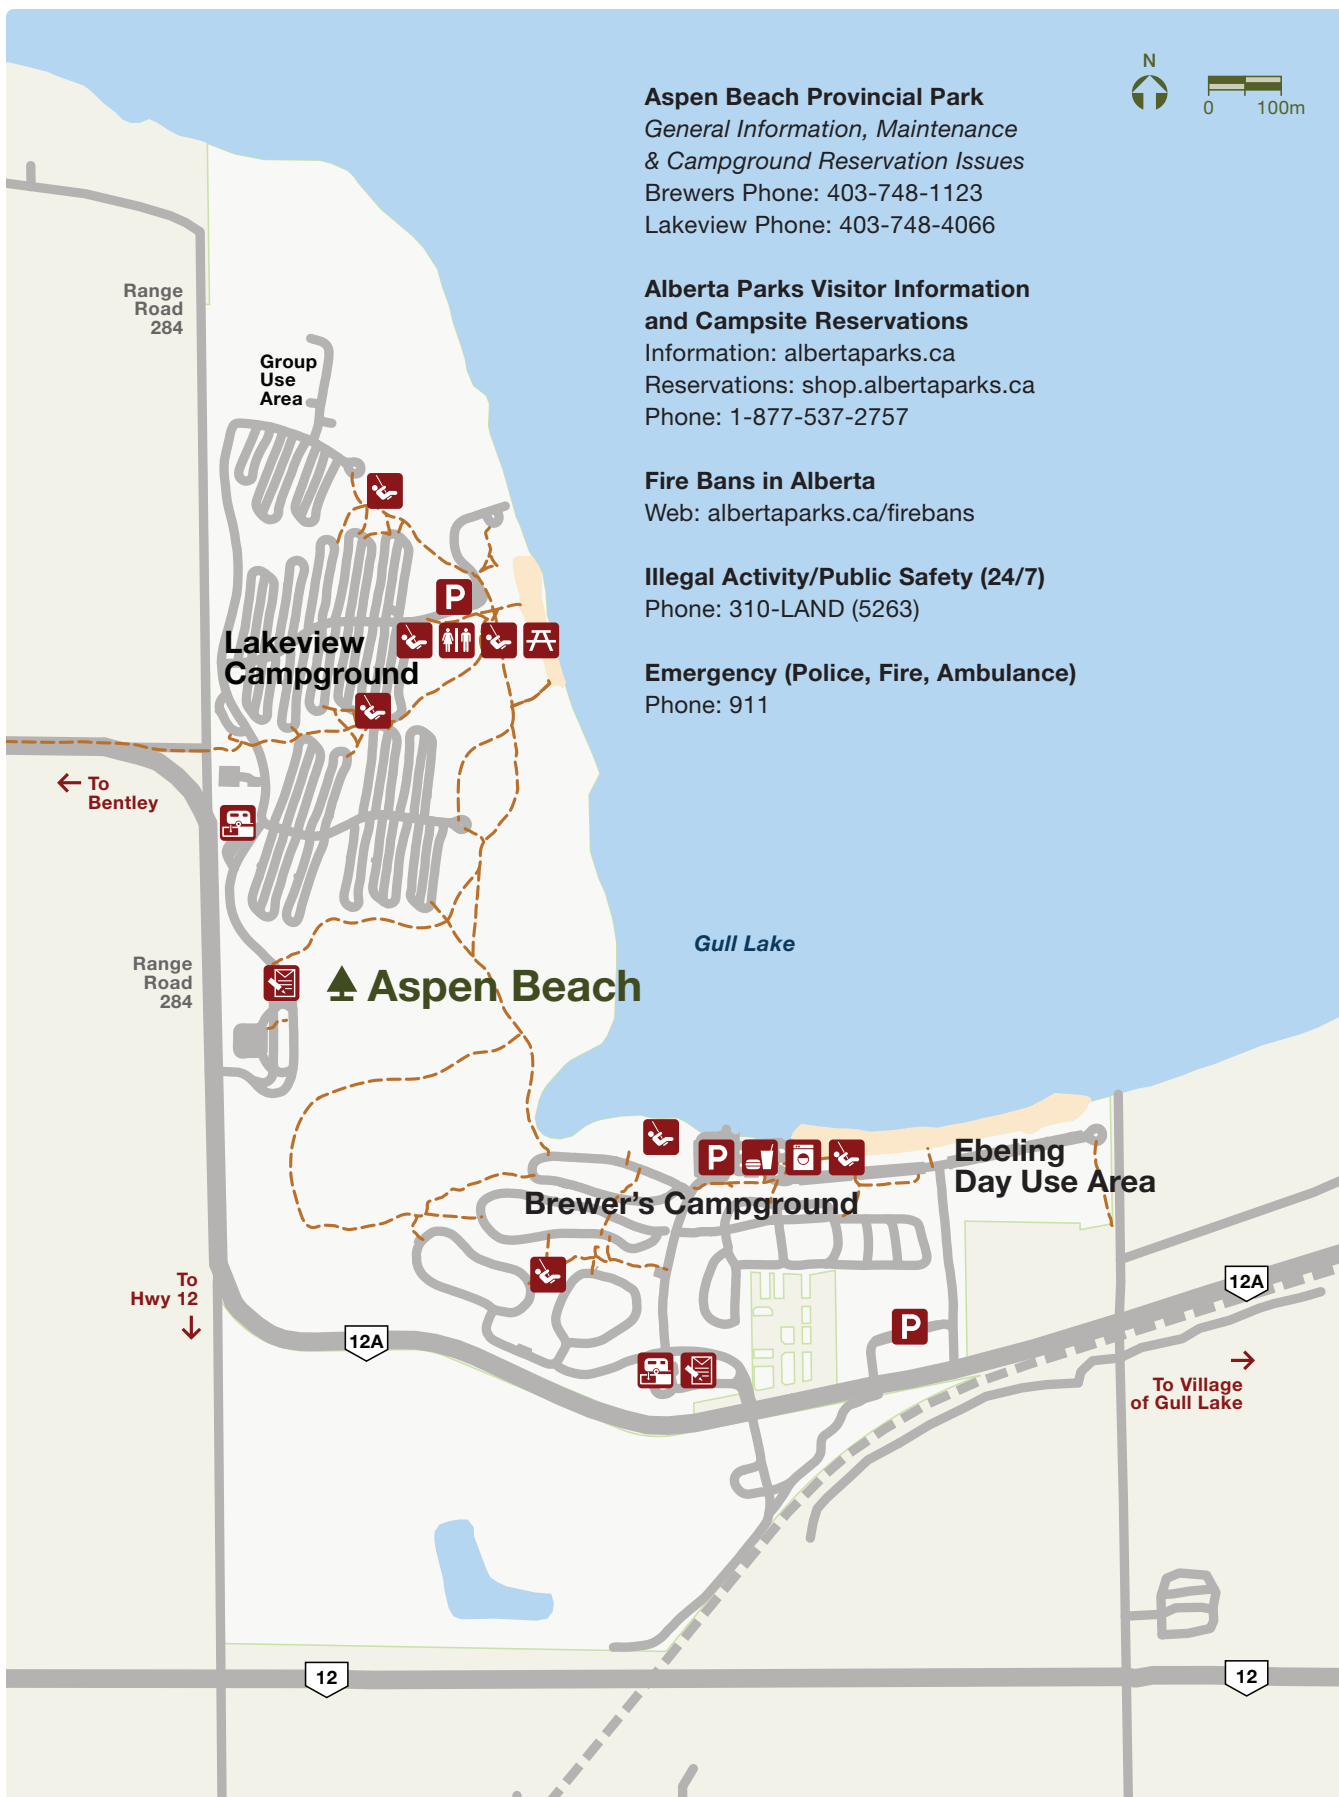 N
0 100m
Aspen Beach Provincial Park
General Information, Maintenance
& Campground Reservation Issues
Brewers Phone: 403-748-1123
Lakeview Phone: 403-748-4066
Alberta Parks Visitor Information
and Campsite Reservations
Information: albertaparks.ca
Reservations: shop.albertaparks.ca
Phone: 1-877-537-2757
Fire Bans in Alberta
Web: albertaparks.ca/firebans
Illegal Activity/Public Safety (24/7)
Phone: 310-LAND (5263)
Emergency (Police, Fire, Ambulance)
Phone: 911
Range
Road
284
Group
Use
Area
P
Lakeview
Campground
To
Bentley
Gull Lake
Range
Road
284
Aspen Beach
P
Ebeling
Day Use Area
Brewer's Campground
To
Hwy 12
12A
12A
P
To Village
of Gull Lake
12
12